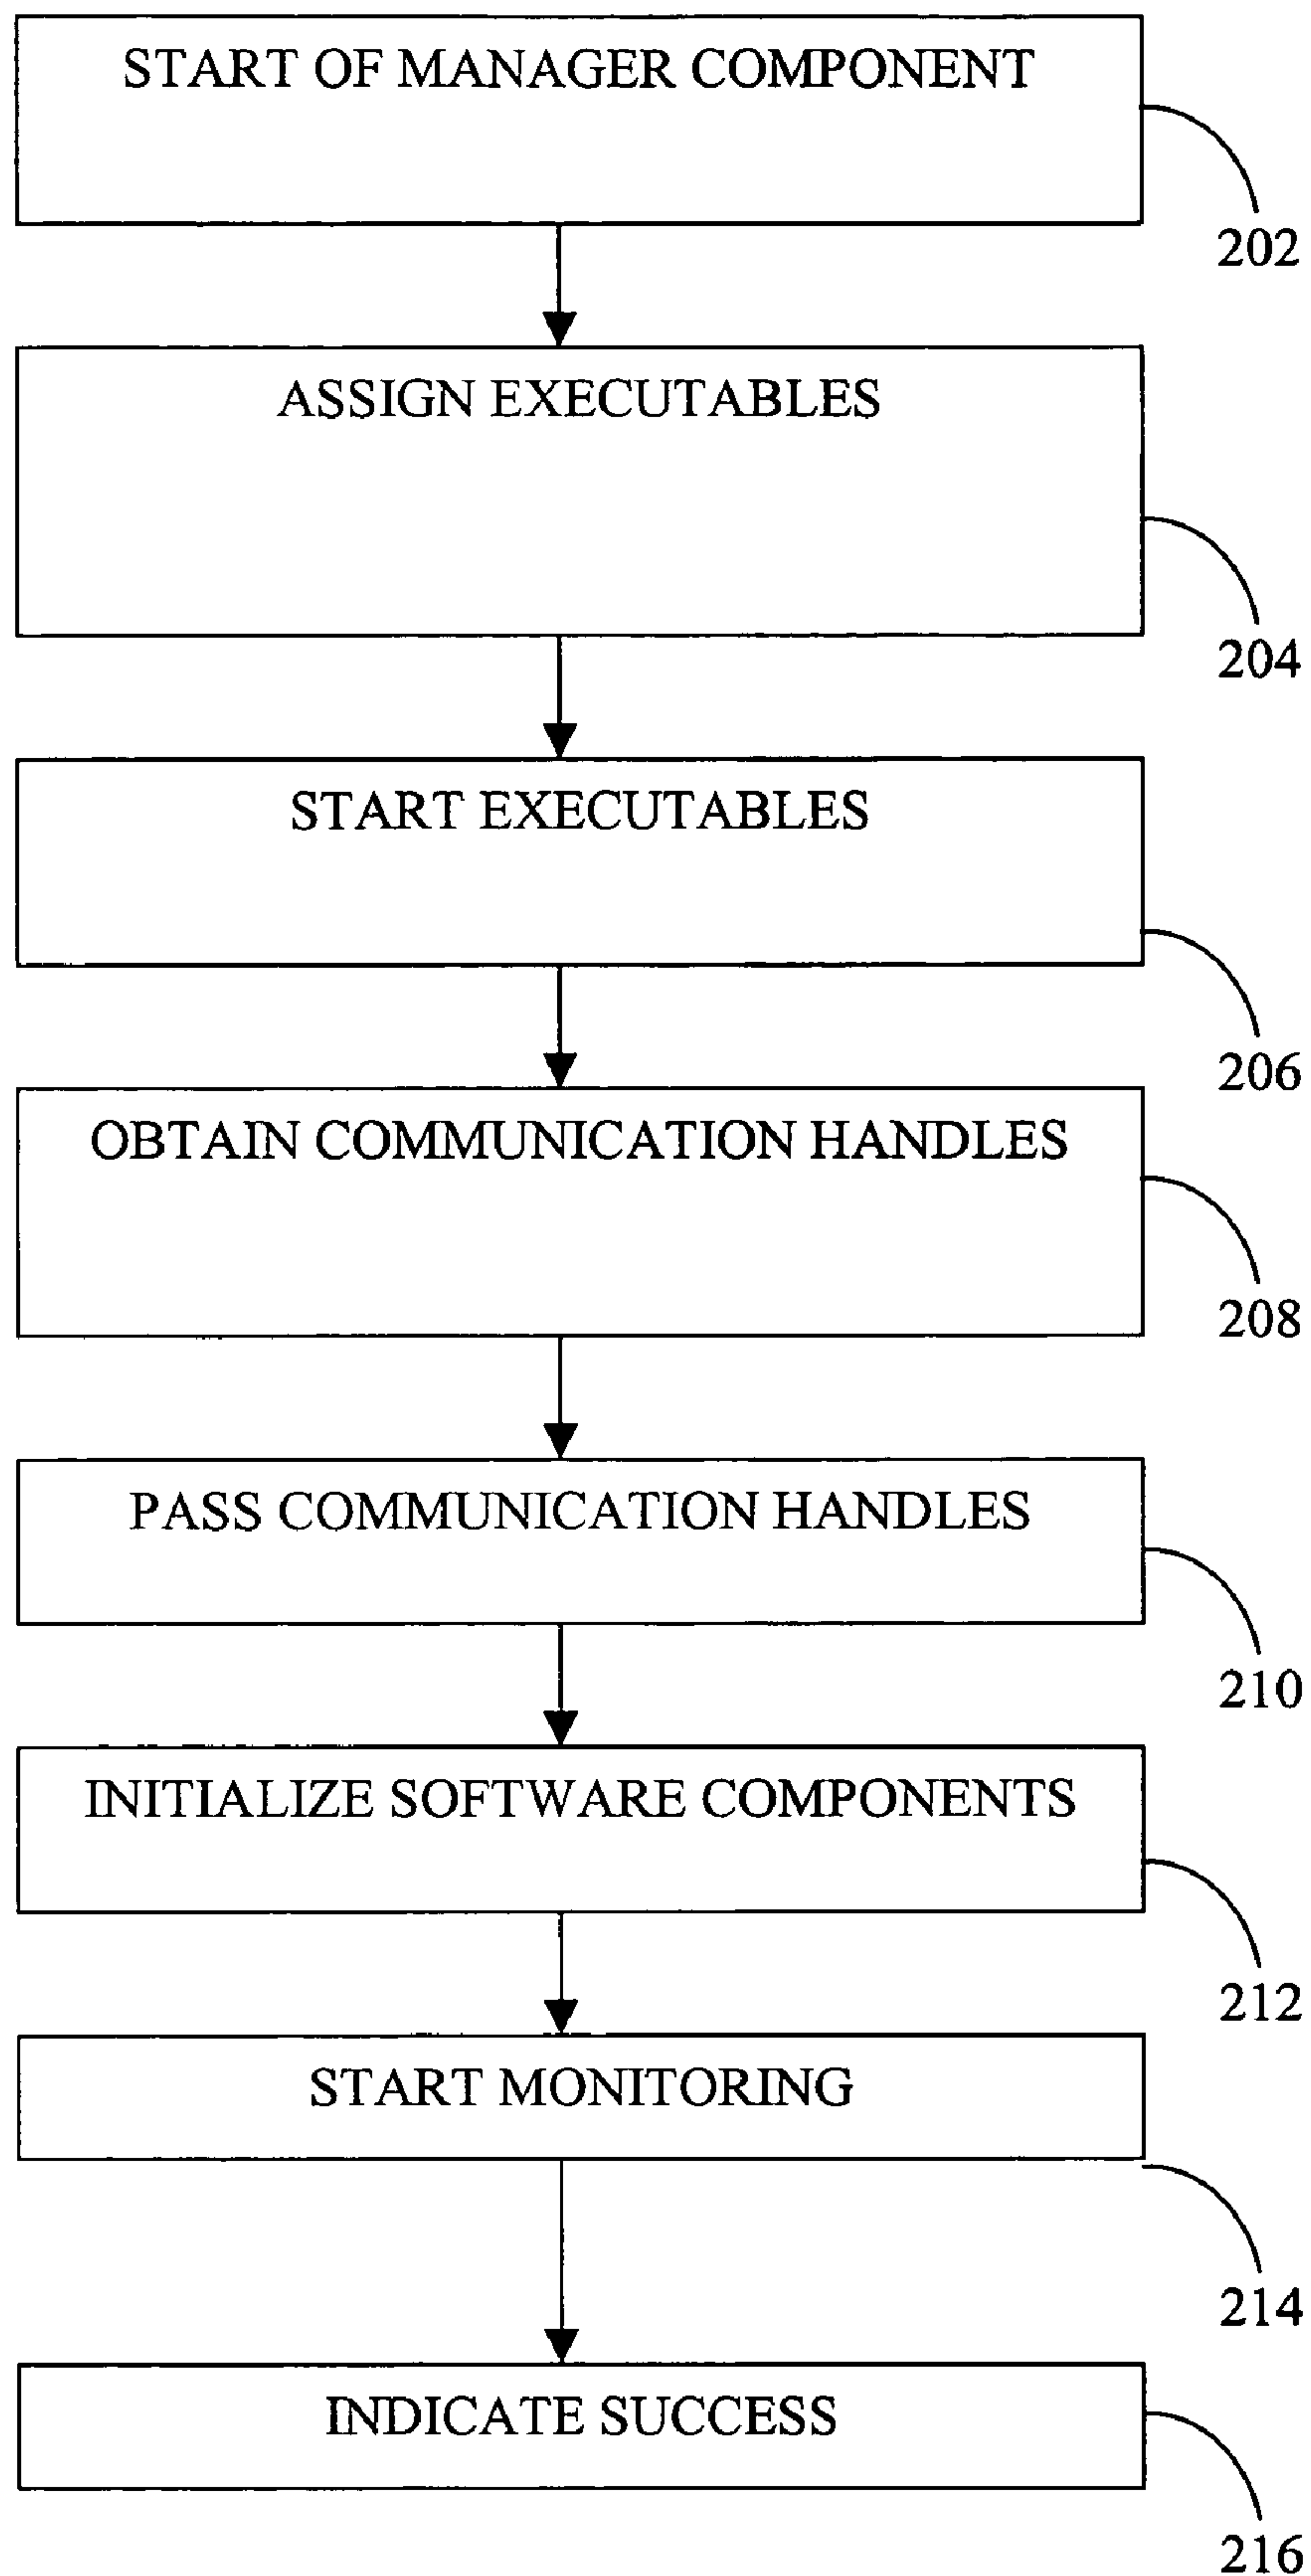 START OF MANAGER COMPONENT
202
ASSIGN EXECUTABLES
204
START EXECUTABLES
206
OBTAIN COMMUNICATION HANDLES
208
PASS COMMUNICATION HANDLES
210
INITIALIZE SOFTWARE COMPONENTS
212
START MONITORING
214
INDICATE SUCCESS
216